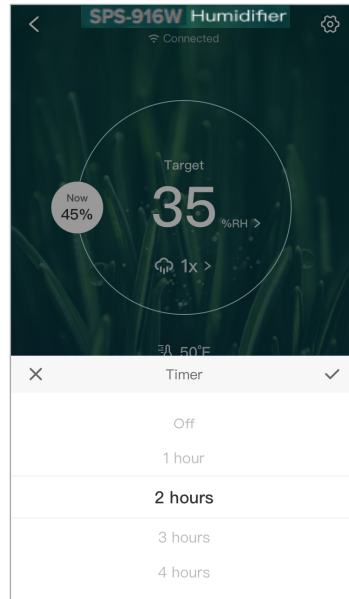 SPS-916W Humidifier
Connected
Target
Now
45%
35 %RH >
1x >
50°F
Timer
Off
1 hour
2 hours
3 hours
4 hours